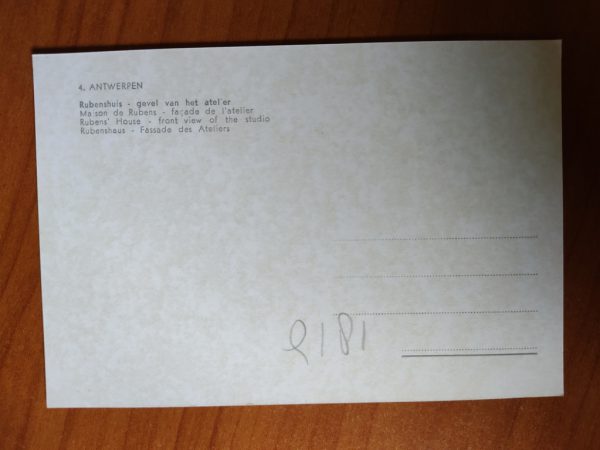 4. ANTWERPEN
Rubenshuis - gevel van het atelier
Maison de Rubens - façade de l'atelier
Rubens' House - front view of the studio
Rubenshaus - Fassade des Ateliers
2181